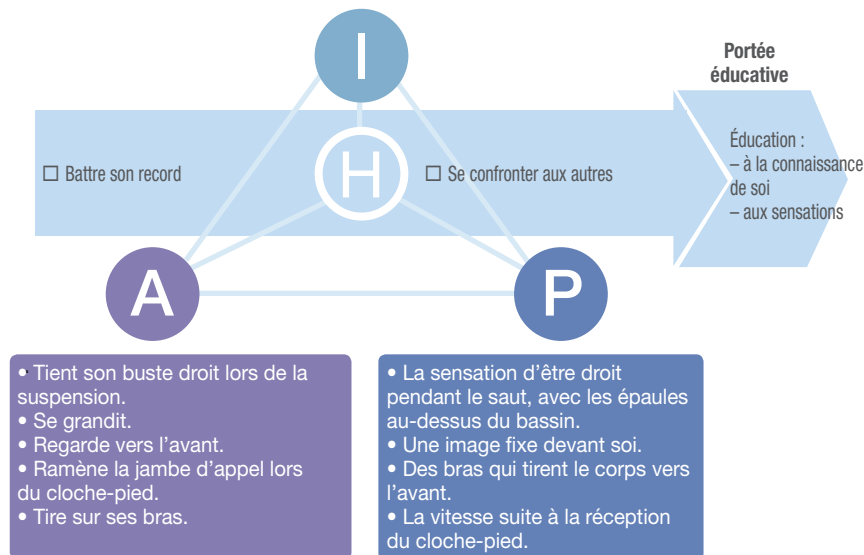 I
Portée
éducative
☐ Battre son record
H
☐ Se confronter aux autres
Éducation :
– à la connaissance
de soi
– aux sensations
A
P
• Tient son buste droit lors de la
suspension.
• Se grandit.
• Regarde vers l'avant.
• Ramène la jambe d'appel lors
du cloche-pied.
• Tire sur ses bras.
• La sensation d'être droit
pendant le saut, avec les épaules
au-dessus du bassin.
• Une image fixe devant soi.
• Des bras qui tirent le corps vers
l'avant.
• La vitesse suite à la réception
du cloche-pied.